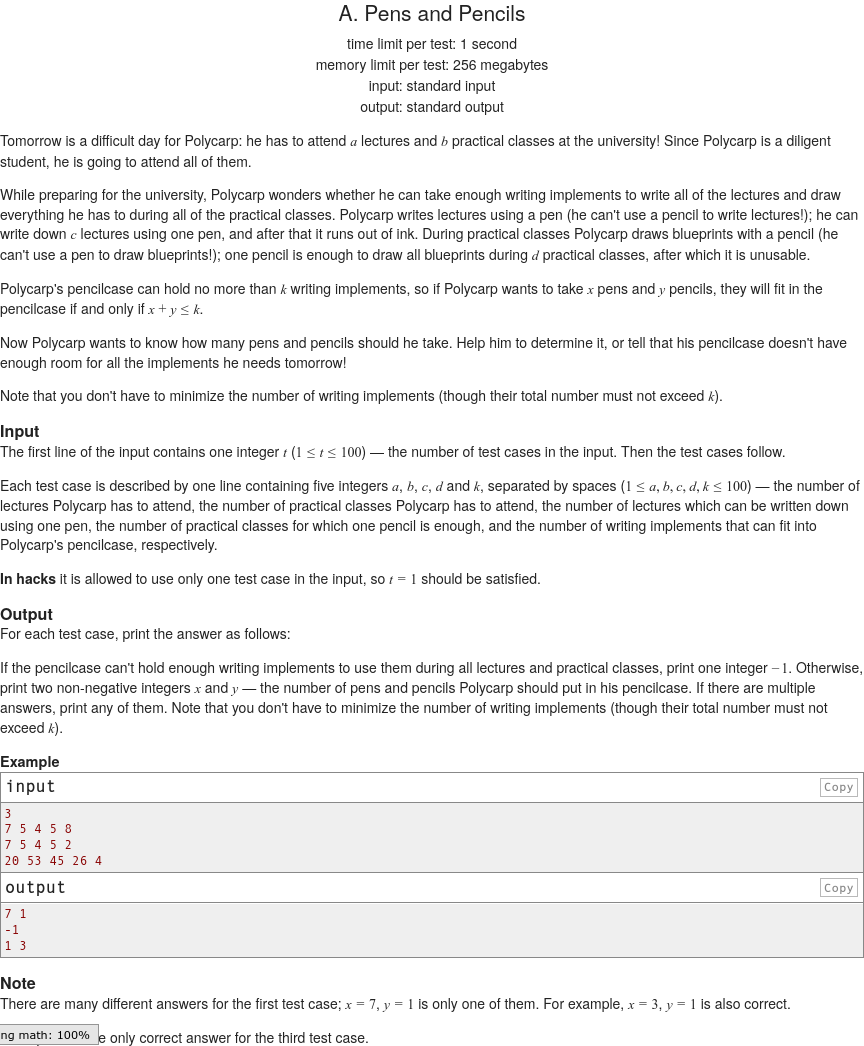 A. Pens and Pencils
time limit per test: 1 second
memory limit per test: 256 megabytes
input: standard input
output: standard output
Tomorrow is a difficult day for Polycarp: he has to attend a lectures and b practical classes at the university! Since Polycarp is a diligent
student, he is going to attend all of them.
While preparing for the university, Polycarp wonders whether he can take enough writing implements to write all of the lectures and draw
everything he has to during all of the practical classes. Polycarp writes lectures using a pen (he can't use a pencil to write lectures!); he can
write down c lectures using one pen, and after that it runs out of ink. During practical classes Polycarp draws blueprints with a pencil (he
can't use a pen to draw blueprints!); one pencil is enough to draw all blueprints during d practical classes, after which it is unusable.
Polycarp's pencilcase can hold no more than k writing implements, so if Polycarp wants to take x pens and y pencils, they will fit in the
pencilcase if and only if x + y ≤ k.
Now Polycarp wants to know how many pens and pencils should he take. Help him to determine it, or tell that his pencilcase doesn't have
enough room for all the implements he needs tomorrow!
Note that you don't have to minimize the number of writing implements (though their total number must not exceed k).
Input
The first line of the input contains one integer t (1 ≤ t ≤ 100) — the number of test cases in the input. Then the test cases follow.
Each test case is described by one line containing five integers a, b, c, d and k, separated by spaces (1 ≤ a, b, c, d, k ≤ 100) — the number of
lectures Polycarp has to attend, the number of practical classes Polycarp has to attend, the number of lectures which can be written down
using one pen, the number of practical classes for which one pencil is enough, and the number of writing implements that can fit into
Polycarp's pencilcase, respectively.
In hacks it is allowed to use only one test case in the input, so t = 1 should be satisfied.
Output
For each test case, print the answer as follows:
If the pencilcase can't hold enough writing implements to use them during all lectures and practical classes, print one integer −1. Otherwise,
print two non-negative integers x and y — the number of pens and pencils Polycarp should put in his pencilcase. If there are multiple
answers, print any of them. Note that you don't have to minimize the number of writing implements (though their total number must not
exceed k).
Example
input Copy
3
7 5 4 5 8
7 5 4 5 2
20 53 45 26 4
output Copy
7 1
-1
1 3
Note
There are many different answers for the first test case; x = 7, y = 1 is only one of them. For example, x = 3, y = 1 is also correct.
ng math: 100% e only correct answer for the third test case.